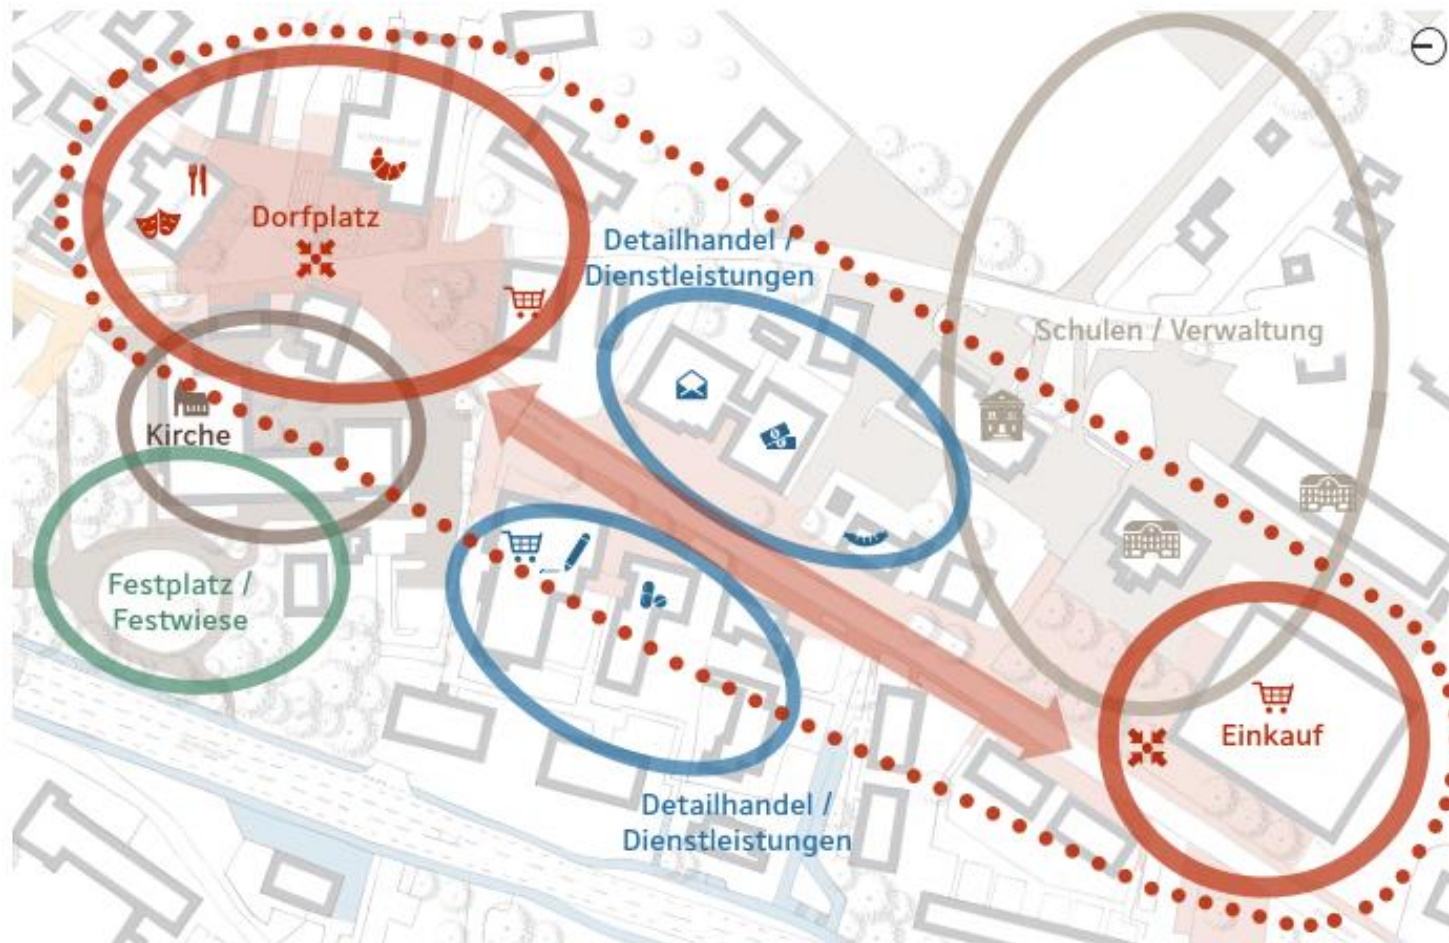 Dorfplatz
Detailhandel /
Dienstleistungen
Schulen / Verwaltung
Kirche
Festplatz /
Festwiese
Einkauf
Detailhandel /
Dienstleistungen